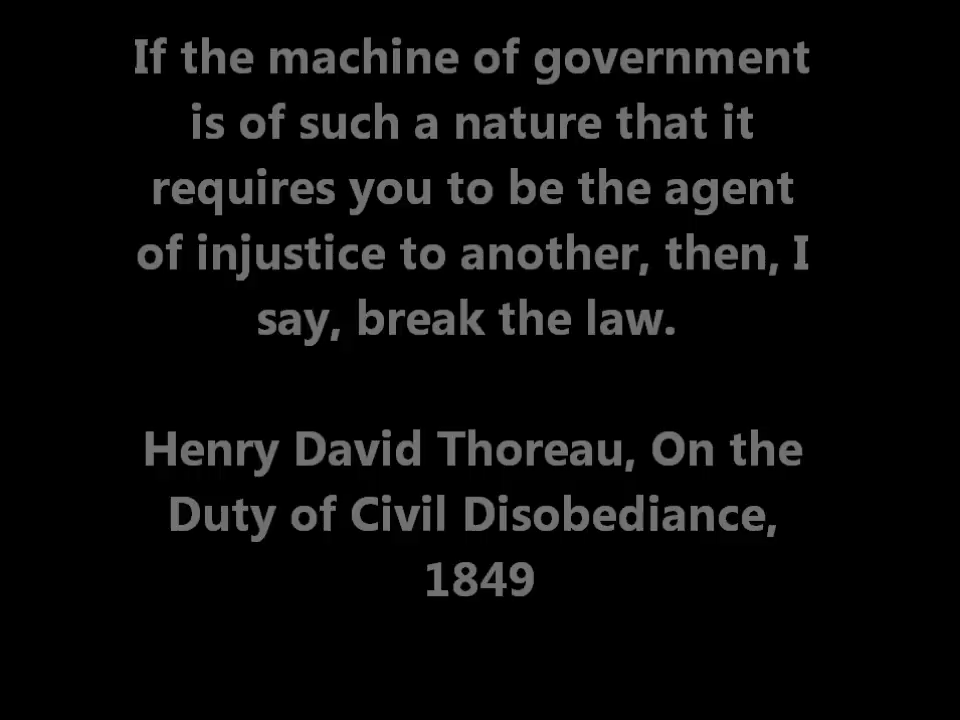 If the machine of government
is of such a nature that it
requires you to be the agent
of injustice to another, then, I
say, break the law.
Henry David Thoreau, On the
Duty of Civil Disobediance,
1849